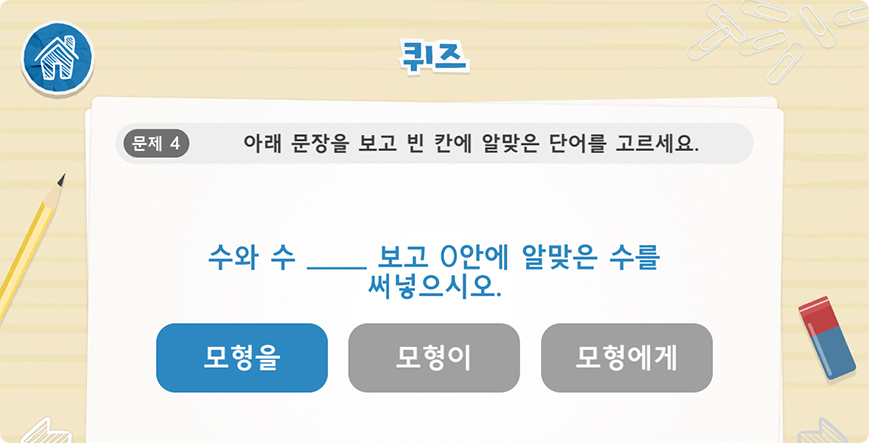 퀴즈
문제 4 아래 문장을 보고 빈 칸에 알맞은 단어를 고르세요.
수와 수 _____ 보고 0안에 알맞은 수를
써넣으시오.
모형을 모형이 모형에게